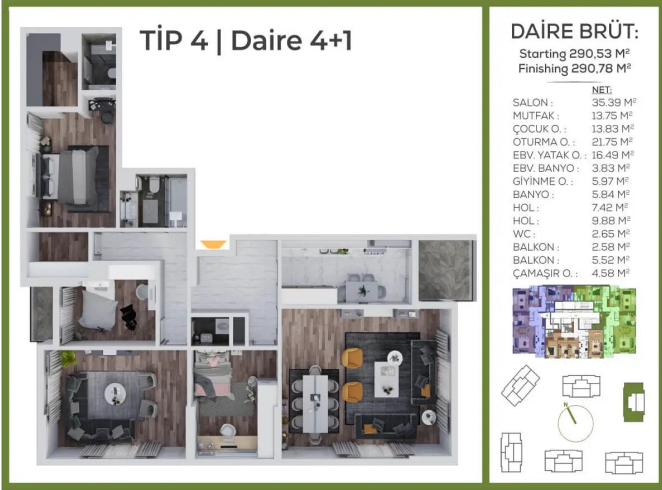 TİP 4 | Daire 4+1
DAİRE BRÜT:
Starting 290,53 M²
Finishing 290,78 M²
NET:
SALON : 35.39 M²
MUTFAK : 13.75 M²
ÇOCUK O. : 13.83 M²
OTURMA O. : 21.75 M²
EBV. YATAK O. : 16.49 M²
EBV. BANYO : 3.83 M²
GİYİNME O. : 5.97 M²
BANYO : 5.84 M²
HOL : 7.42 M²
HOL : 9.88 M²
WC : 2.65 M²
BALKON : 2.58 M²
BALKON : 5.52 M²
ÇAMAŞIR O. : 4.58 M²
N